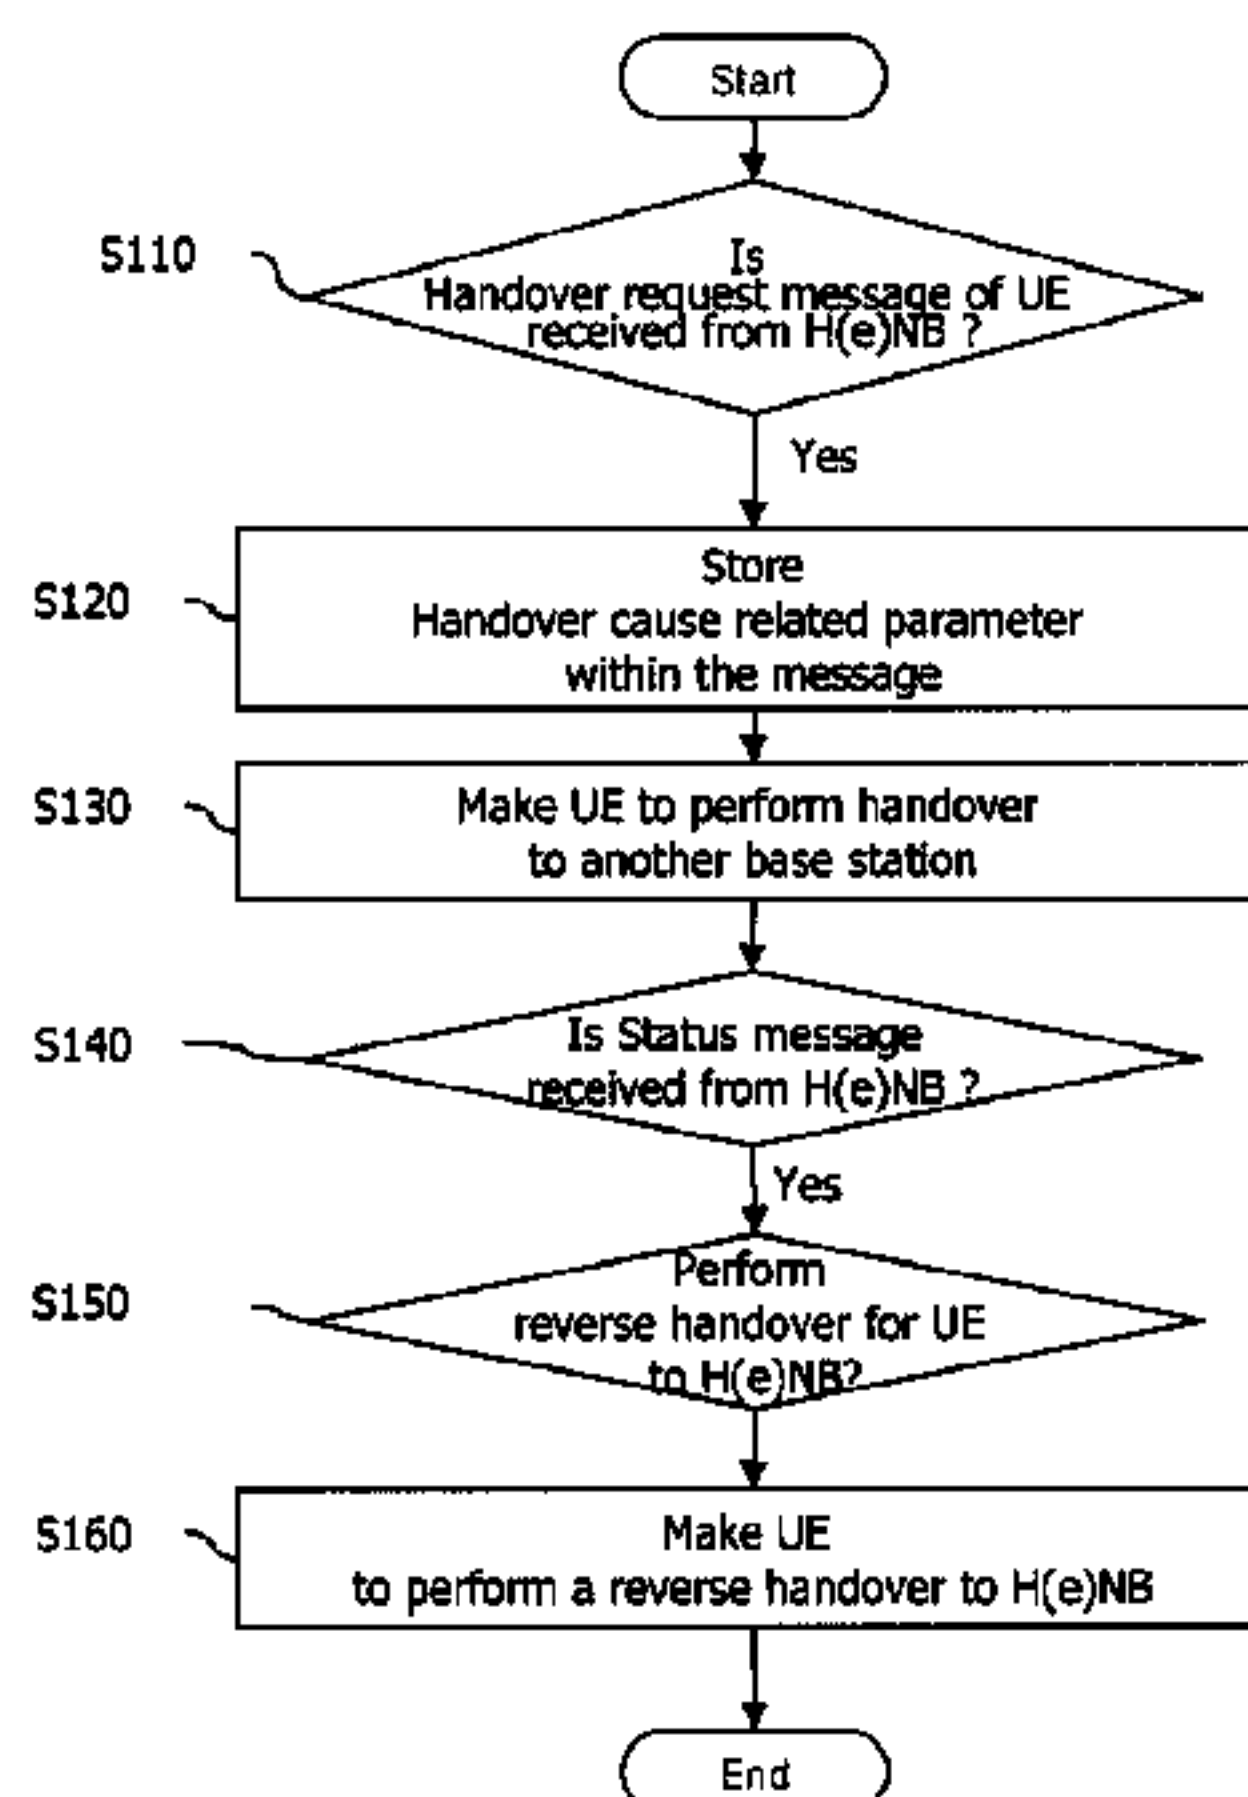 Start
S110
Is
Handover request message of UE
received from H(e)NB ?
Yes
S120
Store
Handover cause related parameter
within the message
S130
Make UE to perform handover
to another base station
S140
Is Status message
received from H(e)NB ?
Yes
S150
Perform
reverse handover for UE
to H(e)NB?
S160
Make UE
to perform a reverse handover to H(e)NB
End